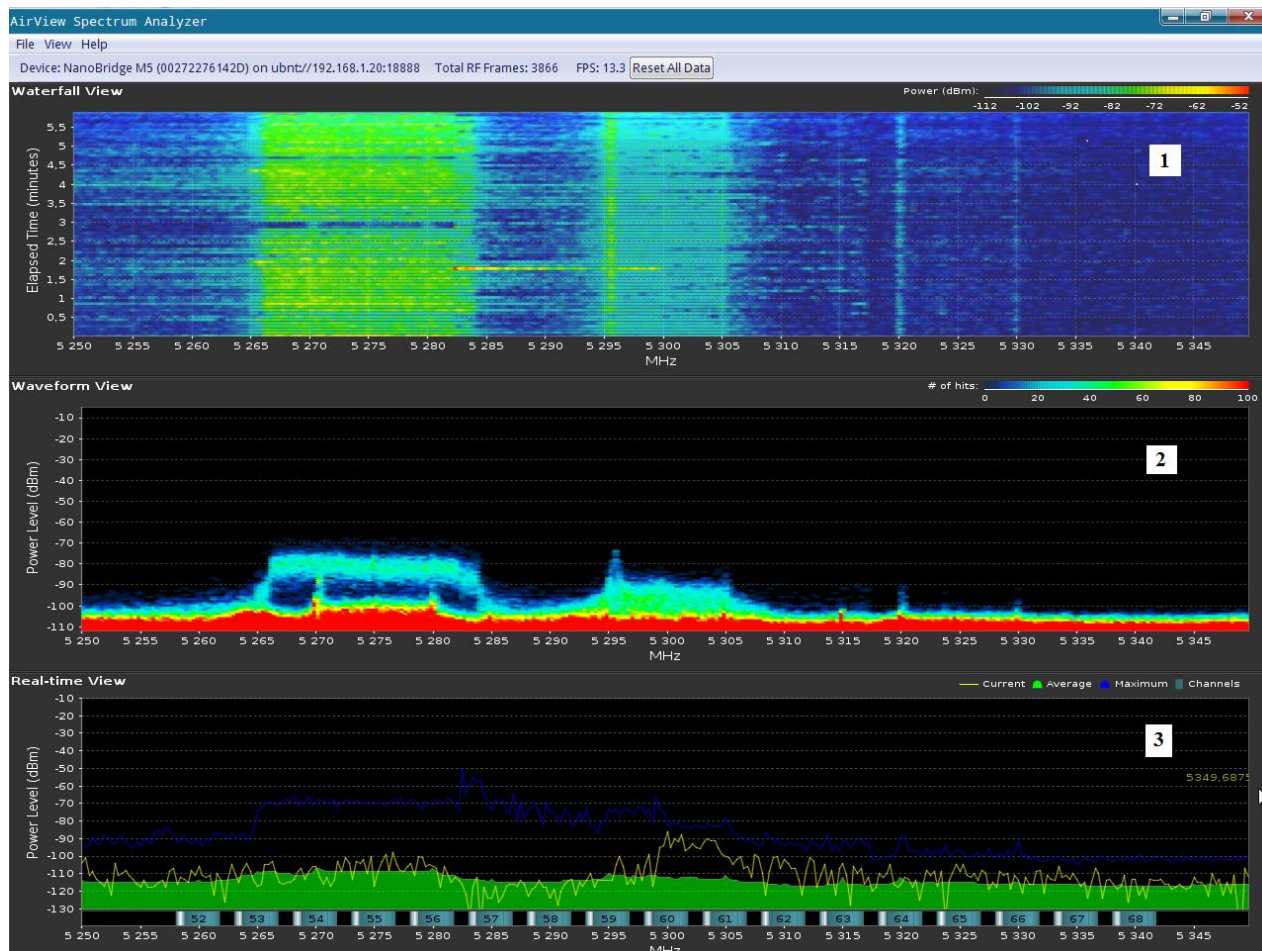 AirView Spectrum Analyzer
File View Help
Device: NanoBridge M5 (00272276142D) on ubnt://192.168.1.20:18888 Total RF Frames: 3866 FPS: 13.3 Reset All Data
Waterfall View
Power (dBm):
-112 -102 -92 -82 -72 -62 -52
1
5,5
5
4,5
4
3,5
3
2,5
2
1,5
1
0,5
Elapsed Time (minutes)
5 250 5 255 5 260 5 265 5 270 5 275 5 280 5 285 5 290 5 295 5 300 5 305 5 310 5 315 5 320 5 325 5 330 5 335 5 340 5 345
MHz
Waveform View
# of hits:
0 20 40 60 80 100
2
-10
-20
-30
-40
-50
-60
-70
-80
-90
-100
-110
Power Level (dBm)
5 250 5 255 5 260 5 265 5 270 5 275 5 280 5 285 5 290 5 295 5 300 5 305 5 310 5 315 5 320 5 325 5 330 5 335 5 340 5 345
MHz
Real-time View
Current Average Maximum Channels
3
5349,6875
-10
-20
-30
-40
-50
-60
-70
-80
-90
-100
-110
-120
-130
Power Level (dBm)
52 53 54 55 56 57 58 59 60 61 62 63 64 65 66 67 68
5 250 5 255 5 260 5 265 5 270 5 275 5 280 5 285 5 290 5 295 5 300 5 305 5 310 5 315 5 320 5 325 5 330 5 335 5 340 5 345
MHz